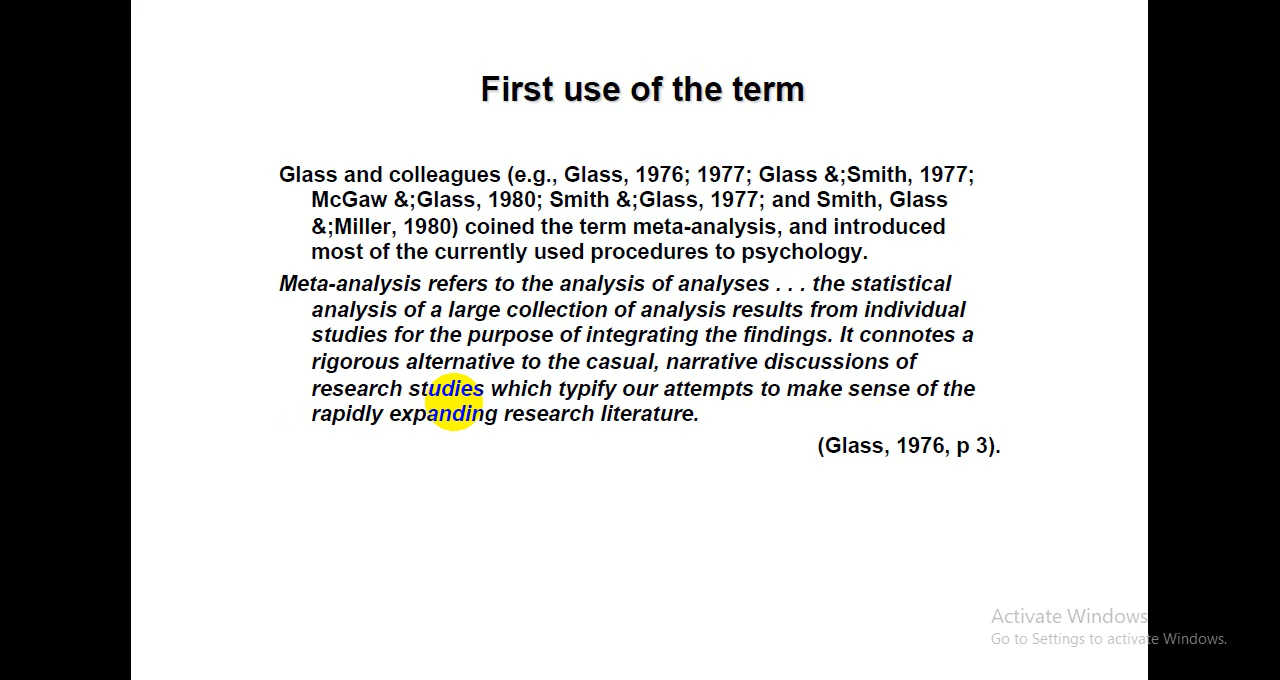 First use of the term
Glass and colleagues (e.g., Glass, 1976; 1977; Glass &;Smith, 1977;
McGaw &;Glass, 1980; Smith &;Glass, 1977; and Smith, Glass
&;Miller, 1980) coined the term meta-analysis, and introduced
most of the currently used procedures to psychology.
Meta-analysis refers to the analysis of analyses . . . the statistical
analysis of a large collection of analysis results from individual
studies for the purpose of integrating the findings. It connotes a
rigorous alternative to the casual, narrative discussions of
research studies which typify our attempts to make sense of the
rapidly expanding research literature.
(Glass, 1976, p 3).
Activate Windows
Go to Settings to activate Windows.